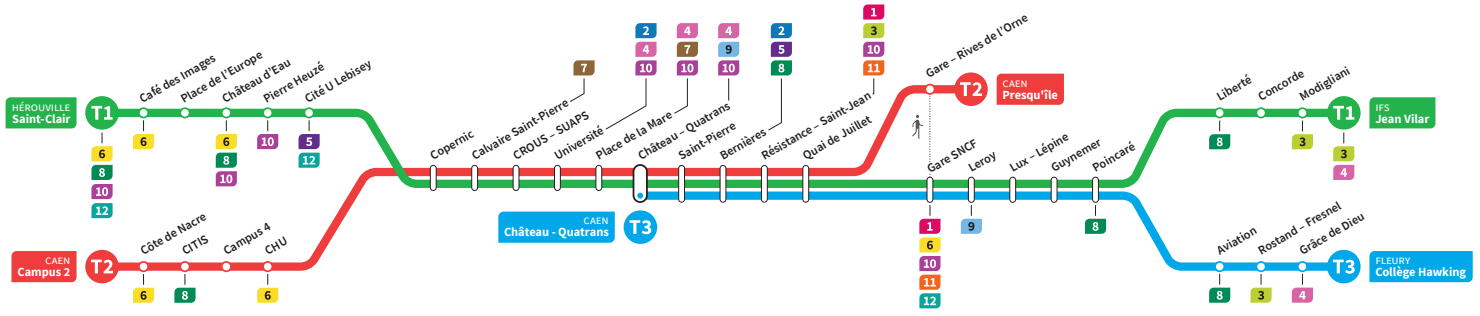 HÉROUVILLE
Saint-Clair
T1
6
8
10
12
Café des Images
6
Place de l'Europe
Château d'Eau
6
8
10
Pierre Heuzé
10
Cité U Lebisey
5
12
CAEN
Campus 2
T2
Côte de Nacre
6
CITIS
8
Campus 4
CHU
6
Copernic
Calvaire Saint-Pierre
7
CROUS – SUAPS
Université
2
4
10
Place de la Mare
4
7
10
Château – Quatrans
4
9
10
CAEN
Château - Quatrans
T3
Saint-Pierre
Bernières
2
5
8
Résistance – Saint-Jean
1
3
10
11
Quai de Juillet
Gare – Rives de l'Orne
T2
CAEN
Presqu'île
Gare SNCF
1
6
10
11
12
Leroy
9
Lux – Lépine
Guynemer
Poincaré
8
Liberté
8
Concorde
Modigliani
3
T1
3
4
IFS
Jean Vilar
Aviation
8
Rostand – Fresnel
3
Grâce de Dieu
4
T3
FLEURY
Collège Hawking